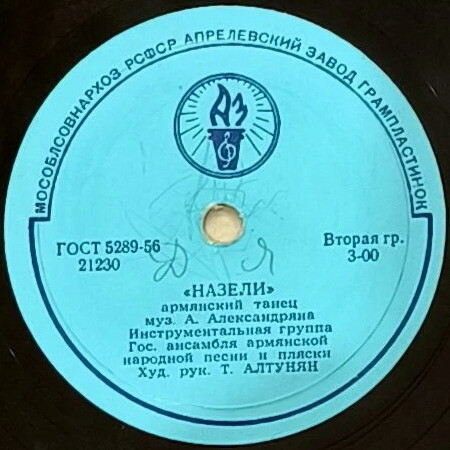 МОСОБЛСОВНАРХОЗ РСФСР АПРЕЛЕВСКИЙ ЗАВОД ГРАМПЛАСТИНОК
АЗ
ГОСТ 5289-56
21230
Вторая гр.
3-00
«НАЗЕЛИ»
армянский танец
муз. А. Александряна
Инструментальная группа
Гос. ансамбля армянской
народной песни и пляски
Худ. рук. Т. АЛТУНЯН